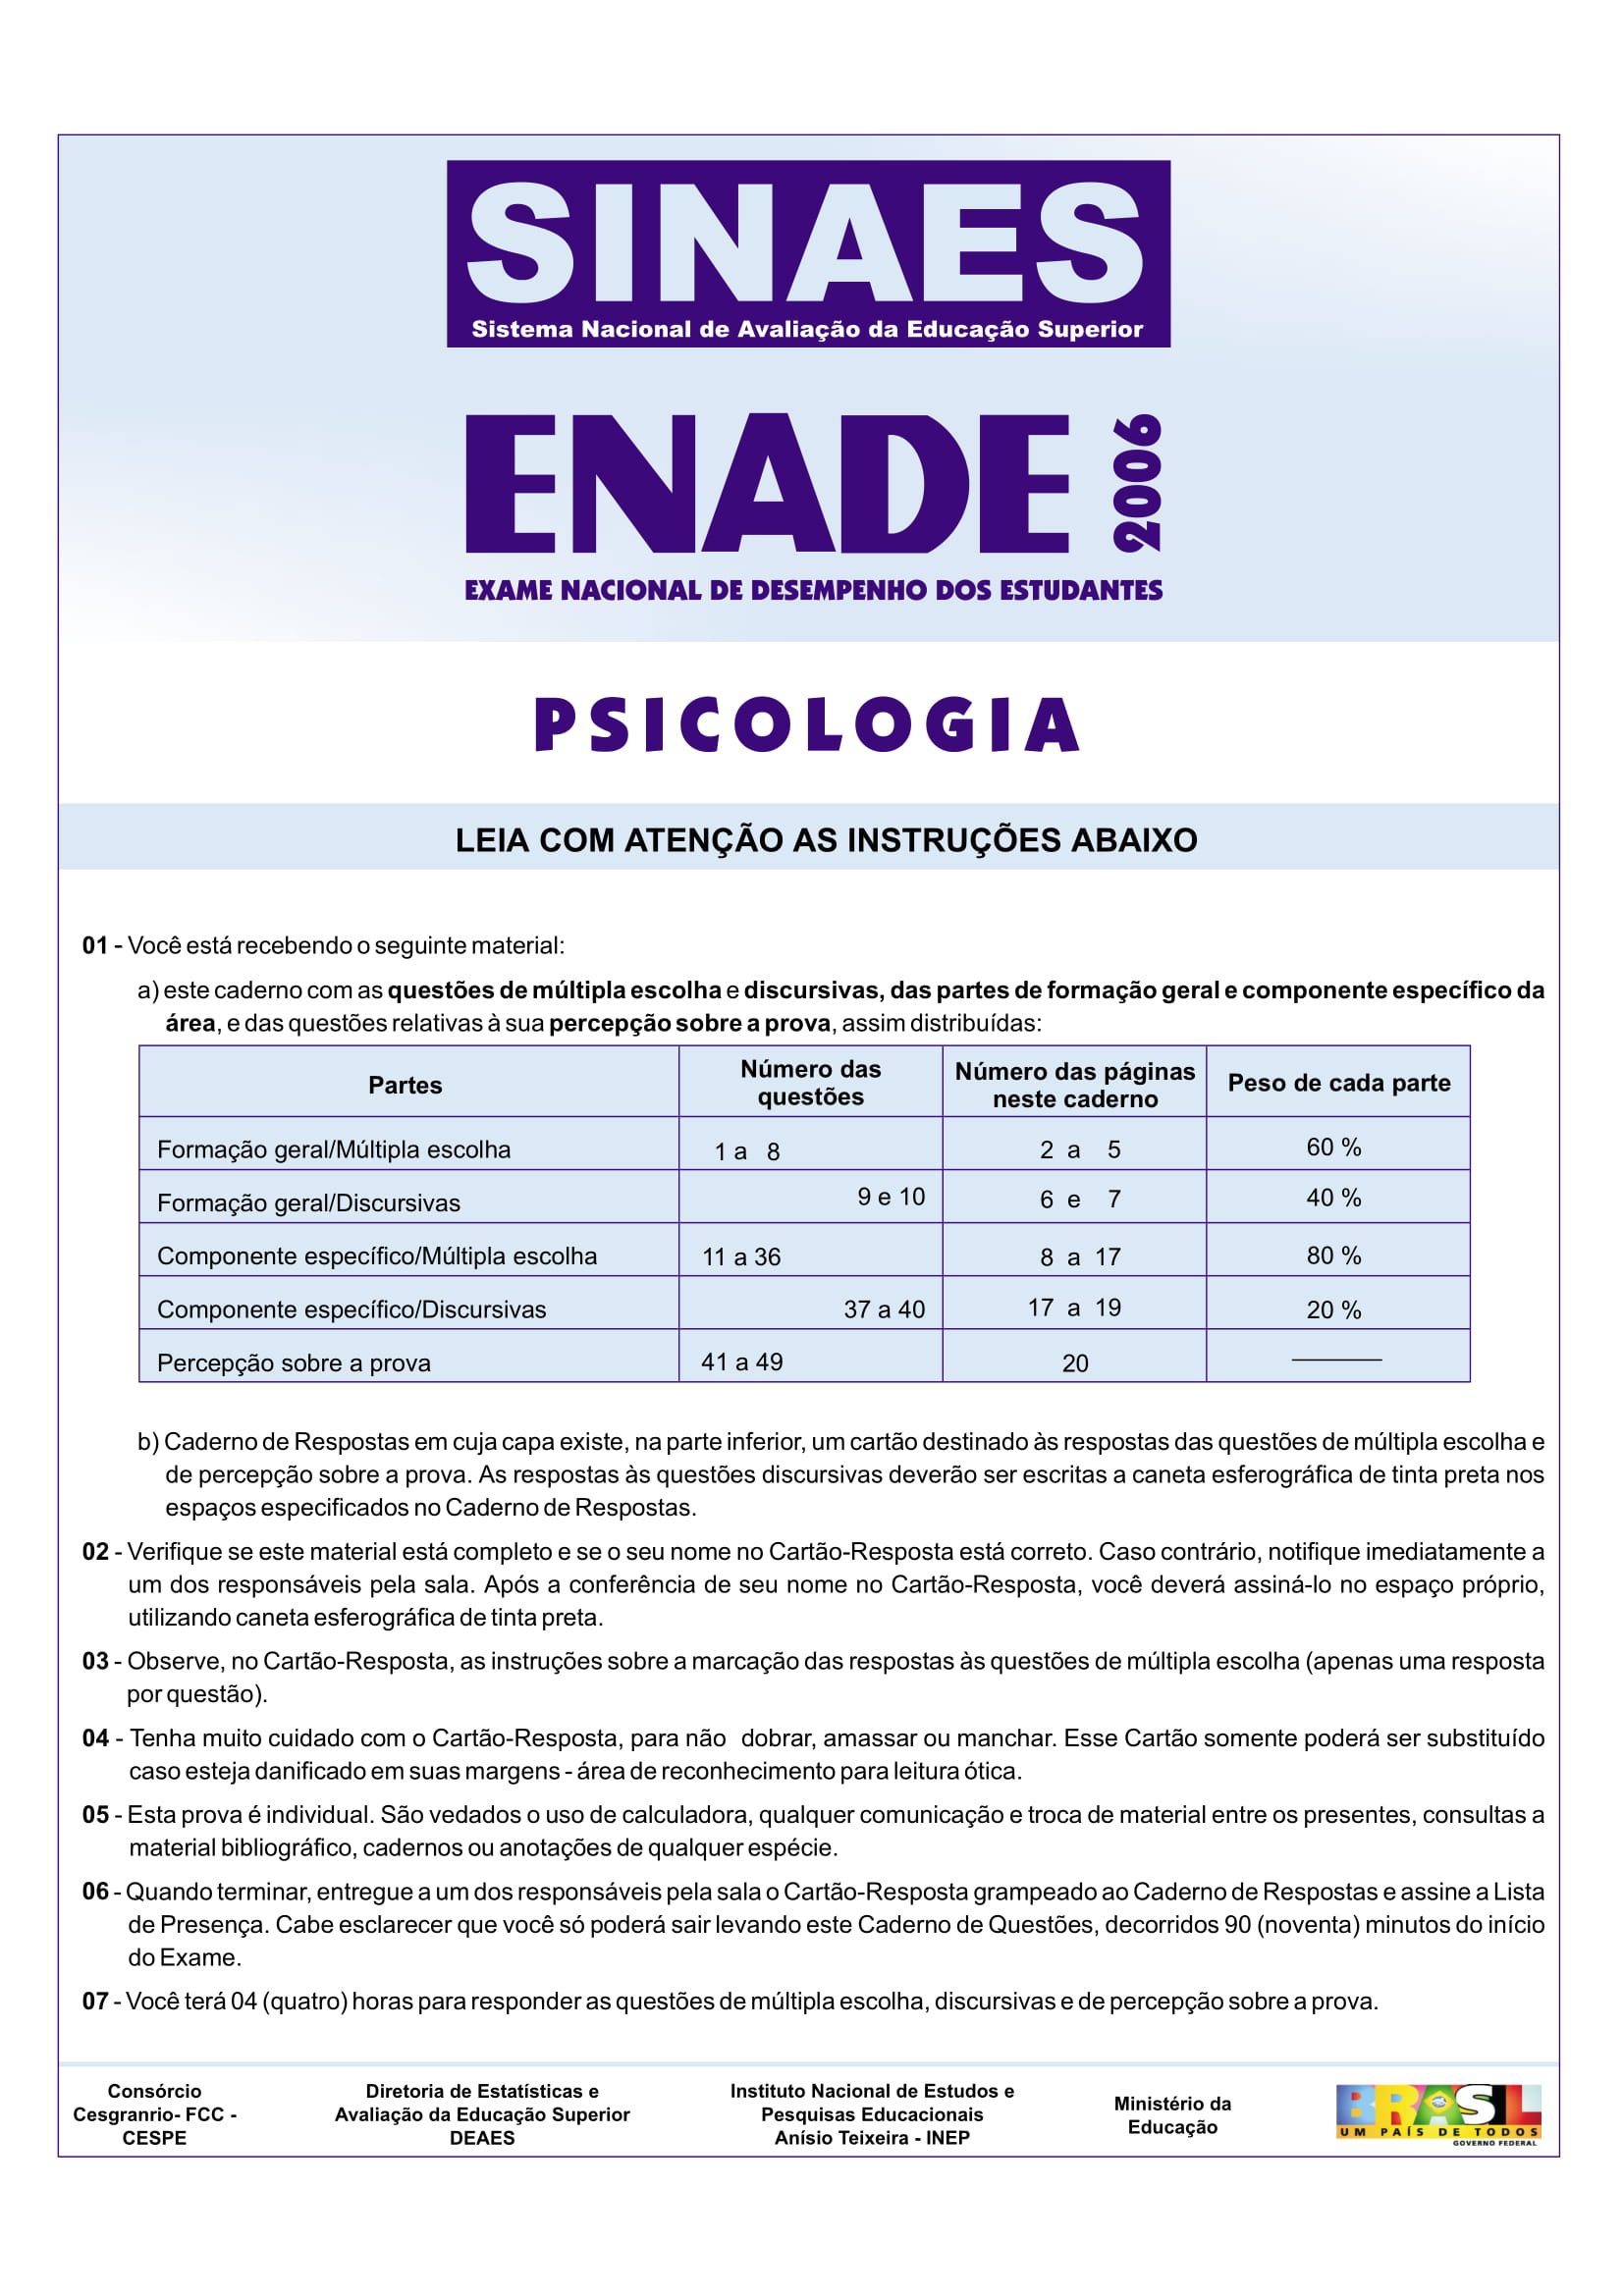 SINAES
Sistema Nacional de Avaliação da Educação Superior
ENADE 2006
EXAME NACIONAL DE DESEMPENHO DOS ESTUDANTES
PSICOLOGIA
LEIA COM ATENÇÃO AS INSTRUÇÕES ABAIXO
01 - Você está recebendo o seguinte material:
a) este caderno com as questões de múltipla escolha e discursivas, das partes de formação geral e componente específico da
área, e das questões relativas à sua percepção sobre a prova, assim distribuídas:
Partes | Número das questões | Número das páginas neste caderno | Peso de cada parte
Formação geral/Múltipla escolha | 1 a 8 | 2 a 5 | 60 %
Formação geral/Discursivas | 9 e 10 | 6 e 7 | 40 %
Componente específico/Múltipla escolha | 11 a 36 | 8 a 17 | 80 %
Componente específico/Discursivas | 37 a 40 | 17 a 19 | 20 %
Percepção sobre a prova | 41 a 49 | 20 | ———
b) Caderno de Respostas em cuja capa existe, na parte inferior, um cartão destinado às respostas das questões de múltipla escolha e
de percepção sobre a prova. As respostas às questões discursivas deverão ser escritas a caneta esferográfica de tinta preta nos
espaços especificados no Caderno de Respostas.
02 - Verifique se este material está completo e se o seu nome no Cartão-Resposta está correto. Caso contrário, notifique imediatamente a
um dos responsáveis pela sala. Após a conferência de seu nome no Cartão-Resposta, você deverá assiná-lo no espaço próprio,
utilizando caneta esferográfica de tinta preta.
03 - Observe, no Cartão-Resposta, as instruções sobre a marcação das respostas às questões de múltipla escolha (apenas uma resposta
por questão).
04 - Tenha muito cuidado com o Cartão-Resposta, para não dobrar, amassar ou manchar. Esse Cartão somente poderá ser substituído
caso esteja danificado em suas margens - área de reconhecimento para leitura ótica.
05 - Esta prova é individual. São vedados o uso de calculadora, qualquer comunicação e troca de material entre os presentes, consultas a
material bibliográfico, cadernos ou anotações de qualquer espécie.
06 - Quando terminar, entregue a um dos responsáveis pela sala o Cartão-Resposta grampeado ao Caderno de Respostas e assine a Lista
de Presença. Cabe esclarecer que você só poderá sair levando este Caderno de Questões, decorridos 90 (noventa) minutos do início
do Exame.
07 - Você terá 04 (quatro) horas para responder as questões de múltipla escolha, discursivas e de percepção sobre a prova.
Consórcio
Cesgranrio- FCC -
CESPE
Diretoria de Estatísticas e
Avaliação da Educação Superior
DEAES
Instituto Nacional de Estudos e
Pesquisas Educacionais
Anísio Teixeira - INEP
Ministério da
Educação
BRASIL
UM PAÍS DE TODOS
GOVERNO FEDERAL